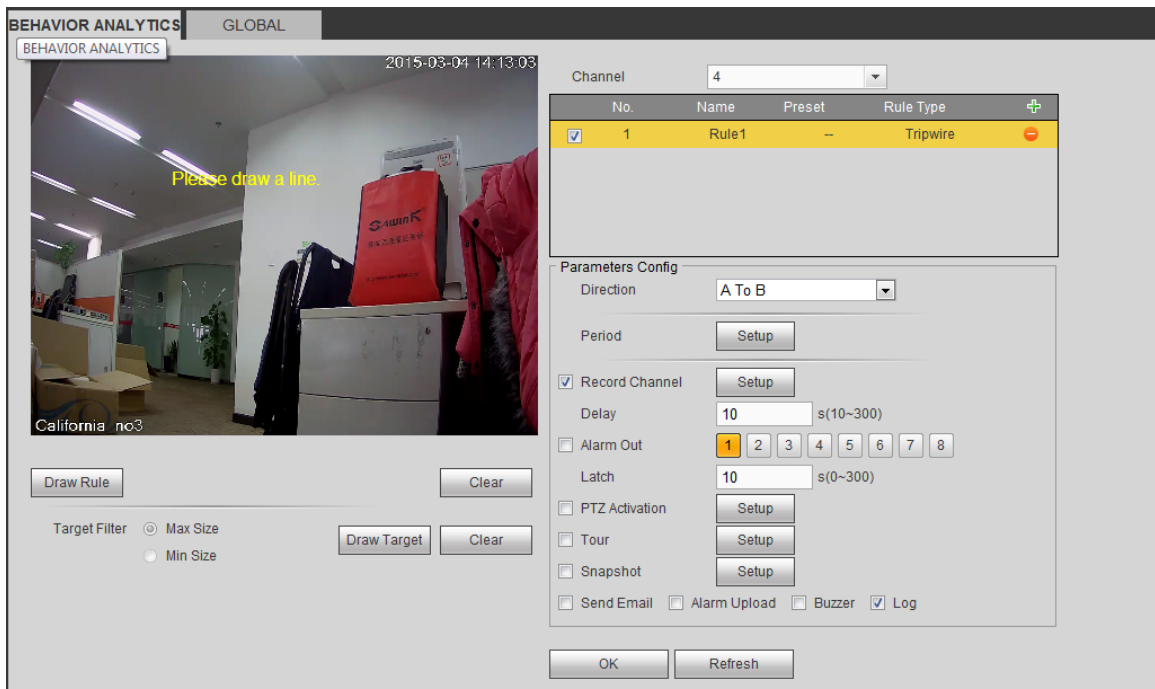 BEHAVIOR ANALYTICS
GLOBAL
BEHAVIOR ANALYTICS
2015-03-04 14:13:03
Please draw a line.
SAWINK
California no3
Draw Rule
Clear
Target Filter
Max Size
Min Size
Draw Target
Clear
Channel
4
No. Name Preset Rule Type
1 Rule1 -- Tripwire
Parameters Config
Direction
A To B
Period
Setup
Record Channel
Setup
Delay
10
s(10~300)
Alarm Out
1 2 3 4 5 6 7 8
Latch
10
s(0~300)
PTZ Activation
Setup
Tour
Setup
Snapshot
Setup
Send Email
Alarm Upload
Buzzer
Log
OK
Refresh